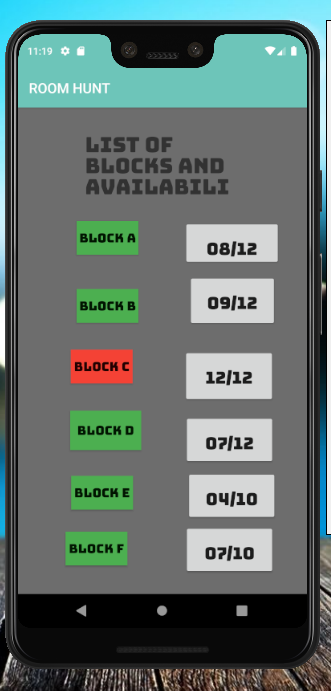 11:19
ROOM HUNT
LIST OF
BLOCKS AND
AVAILABILI
BLOCK A 08/12
BLOCK B 09/12
BLOCK C 12/12
BLOCK D 07/12
BLOCK E 04/10
BLOCK F 07/10